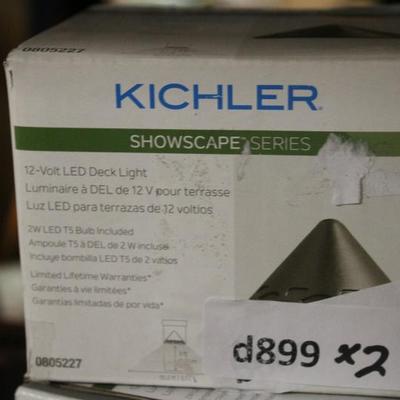 0805227
KICHLER
SHOWSCAPE SERIES
12-Volt LED Deck Light
Luminaire à DEL de 12 V pour terrasse
Luz LED para terrazas de 12 voltios
2W LED T5 Bulb Included
Ampoule T5 à DEL de 2 W incluse
Incluye bombilla LED T5 de 2 vatios
Limited Lifetime Warranties*
Garanties à vie limitées*
Garantías limitadas de por vida*
d899 x2
0805227